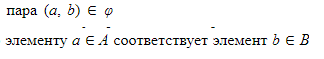 пара (a, b) ∈ φ
элементу a ∈ A соответствует элемент b ∈ B